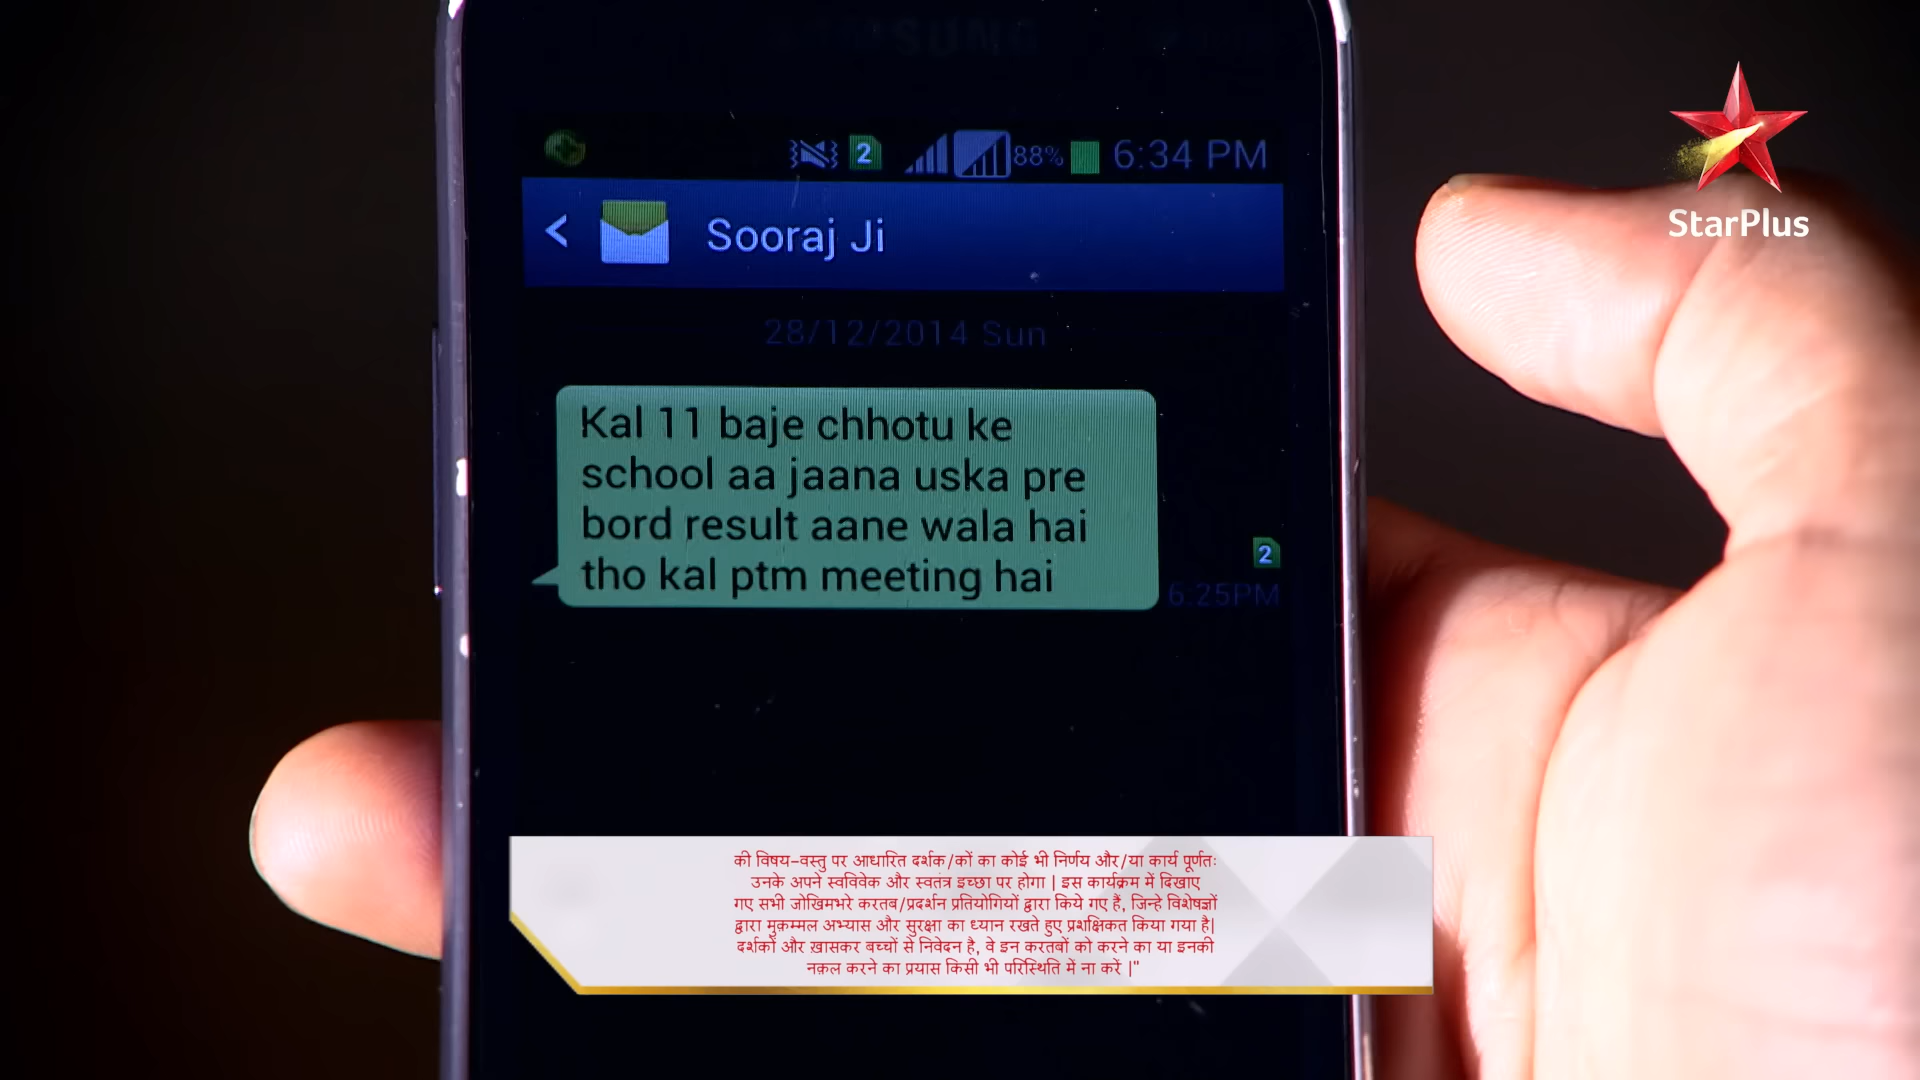 SAMSUNG
2
88%
6:34 PM
<
Sooraj Ji
StarPlus
28/12/2014 Sun
Kal 11 baje chhotu ke
school aa jaana uska pre
bord result aane wala hai
tho kal ptm meeting hai
2
6:25PM
की विषय–वस्तु पर आधारित दर्शक/कों का कोई भी निर्णय और/या कार्य पूर्णतः
उनके अपने स्वविवेक और स्वतंत्र इच्छा पर होगा | इस कार्यक्रम में दिखाए
गए सभी जोखिमभरे करतब/प्रदर्शन प्रतियोगियों द्वारा किये गए हैं, जिन्हे विशेषज्ञों
द्वारा मुक़म्मल अभ्यास और सुरक्षा का ध्यान रखते हुए प्रशिक्षिकत किया गया है|
दर्शकों और ख़ासकर बच्चों से निवेदन है, वे इन करतबों को करने का या इनकी
नक़ल करने का प्रयास किसी भी परिस्थिति में ना करें |"